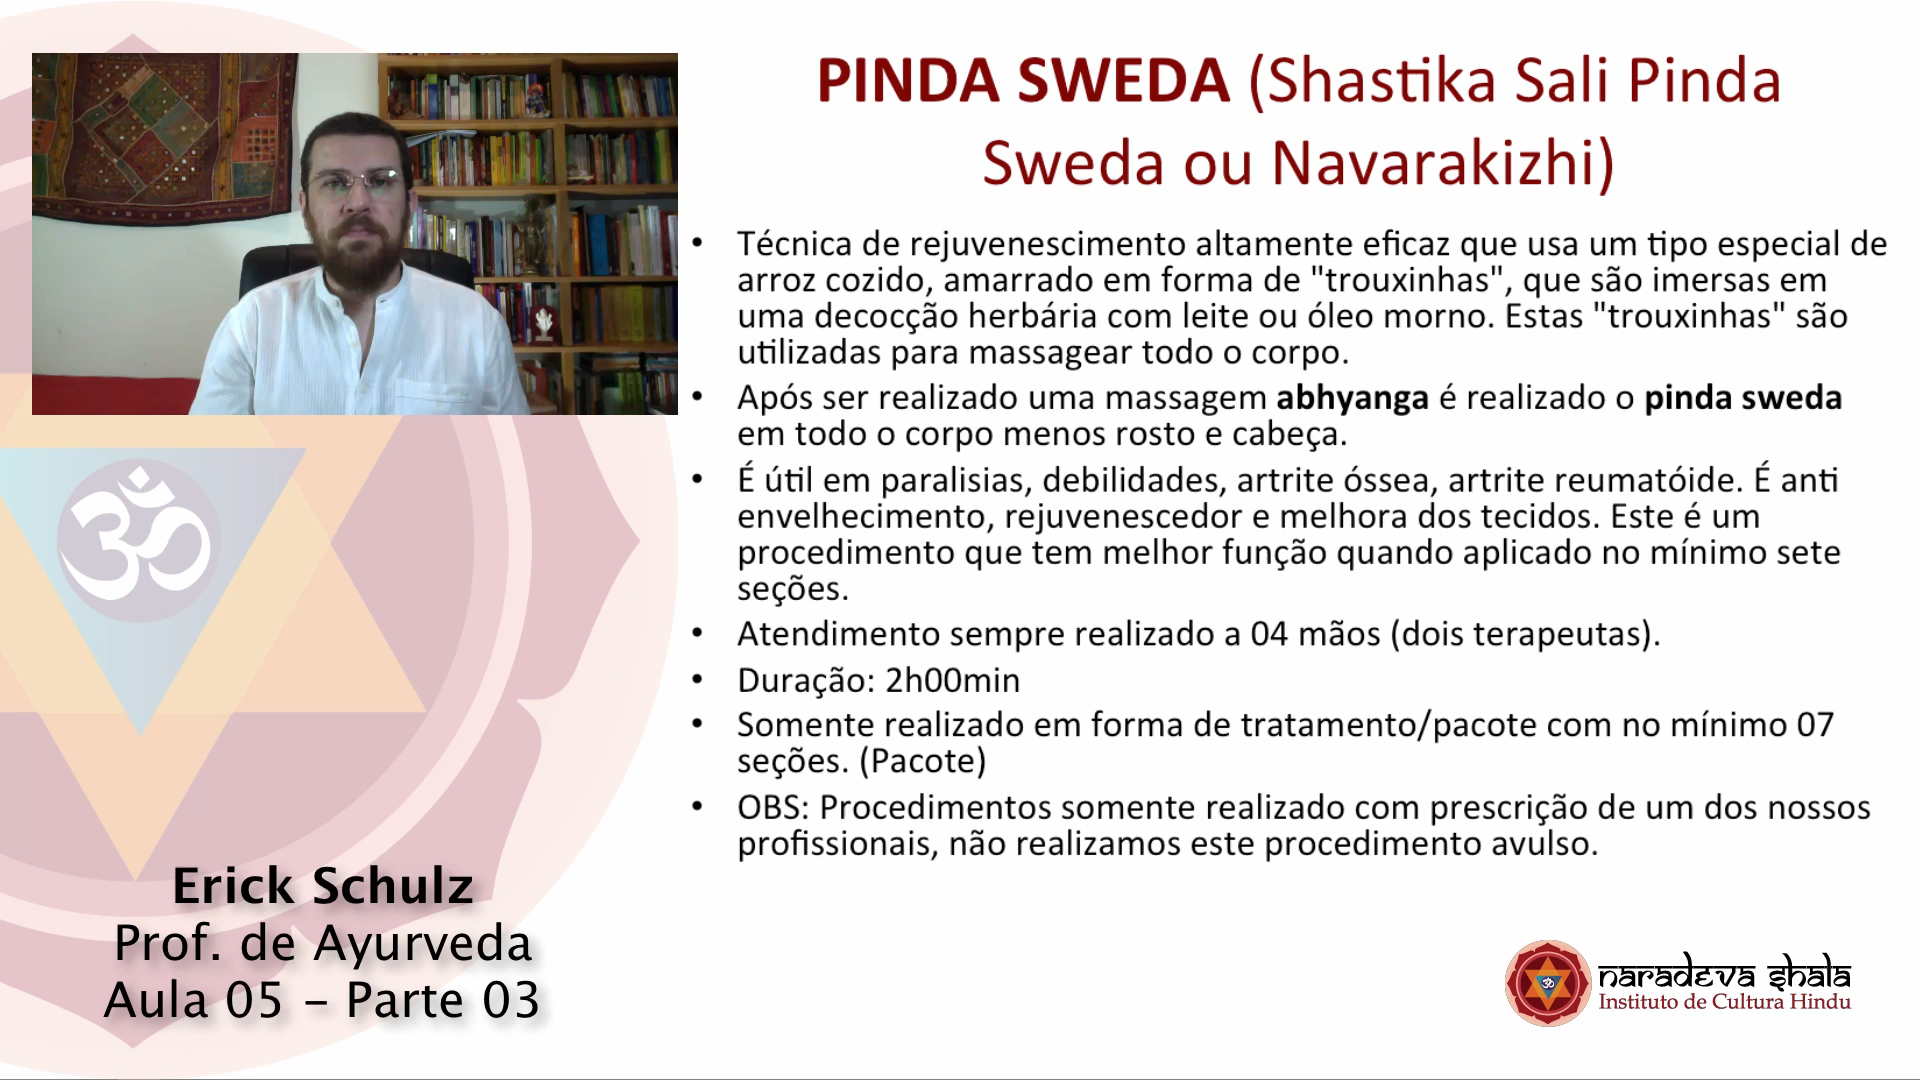 PINDA SWEDA (Shastika Sali Pinda
Sweda ou Navarakizhi)
• Técnica de rejuvenescimento altamente eficaz que usa um tipo especial de
arroz cozido, amarrado em forma de "trouxinhas", que são imersas em
uma decocção herbária com leite ou óleo morno. Estas "trouxinhas" são
utilizadas para massagear todo o corpo.
• Após ser realizado uma massagem abhyanga é realizado o pinda sweda
em todo o corpo menos rosto e cabeça.
• É útil em paralisias, debilidades, artrite óssea, artrite reumatóide. É anti
envelhecimento, rejuvenescedor e melhora dos tecidos. Este é um
procedimento que tem melhor função quando aplicado no mínimo sete
seções.
• Atendimento sempre realizado a 04 mãos (dois terapeutas).
• Duração: 2h00min
• Somente realizado em forma de tratamento/pacote com no mínimo 07
seções. (Pacote)
• OBS: Procedimentos somente realizado com prescrição de um dos nossos
profissionais, não realizamos este procedimento avulso.
ॐ
Erick Schulz
Prof. de Ayurveda
Aula 05 – Parte 03
ॐ
naradeva shala
Instituto de Cultura Hindu